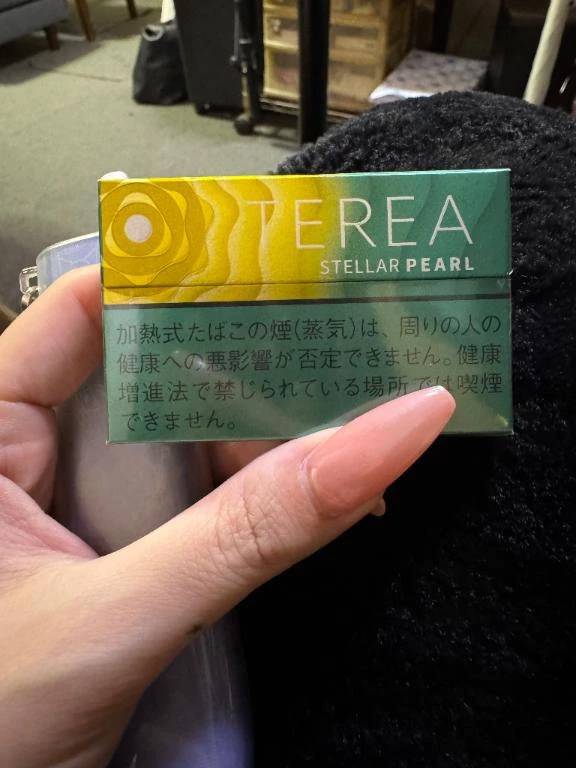 TEREA
STELLAR PEARL
加熱式たばこの煙(蒸気)は、周りの人の
健康への悪影響が否定できません。健康
増進法で禁じられている場所では喫煙
できません。